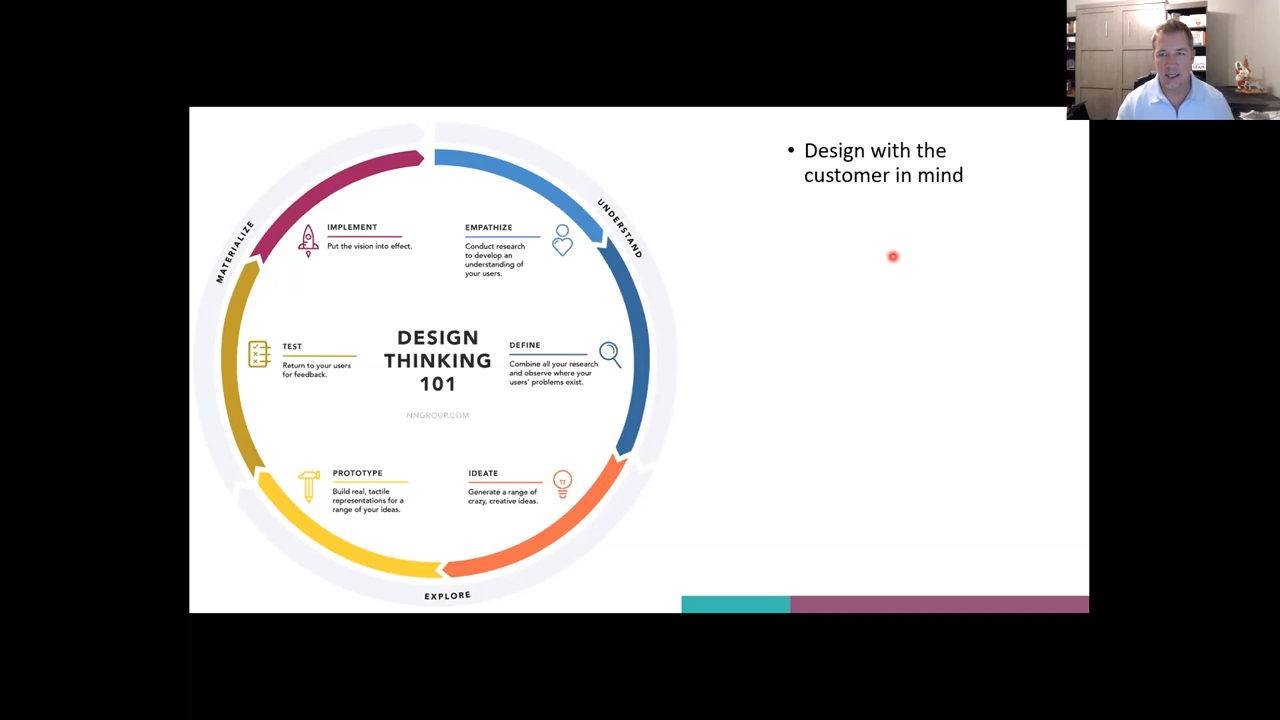 DESIGN
THINKING
101
NNGROUP.COM
UNDERSTAND
EMPATHIZE
Conduct research
to develop an
understanding of
your users.
DEFINE
Combine all your research
and observe where your
users' problems exist.
EXPLORE
IDEATE
Generate a range of
crazy, creative ideas.
PROTOTYPE
Build real, tactile
representations for a
range of your ideas.
MATERIALIZE
TEST
Return to your users
for feedback.
IMPLEMENT
Put the vision into effect.
• Design with the
customer in mind